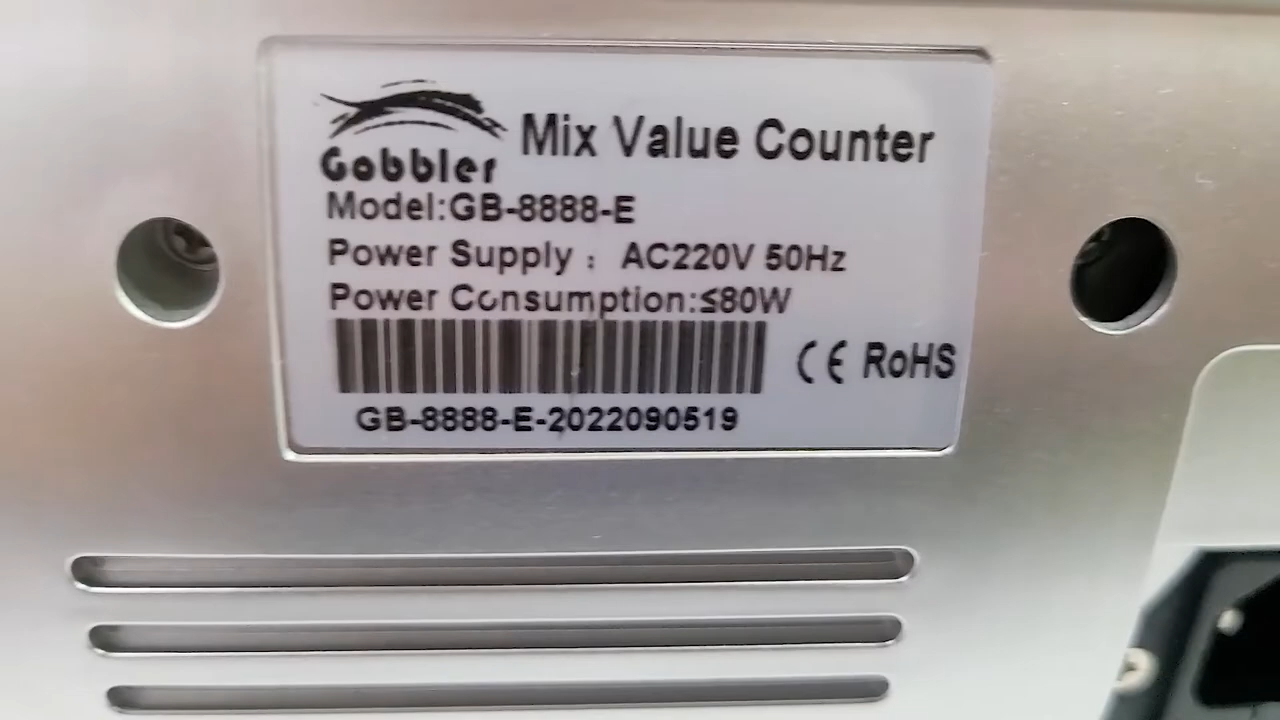 Gobbler Mix Value Counter
Model:GB-8888-E
Power Supply : AC220V 50Hz
Power Consumption:≤80W
CE RoHS
GB-8888-E-2022090519